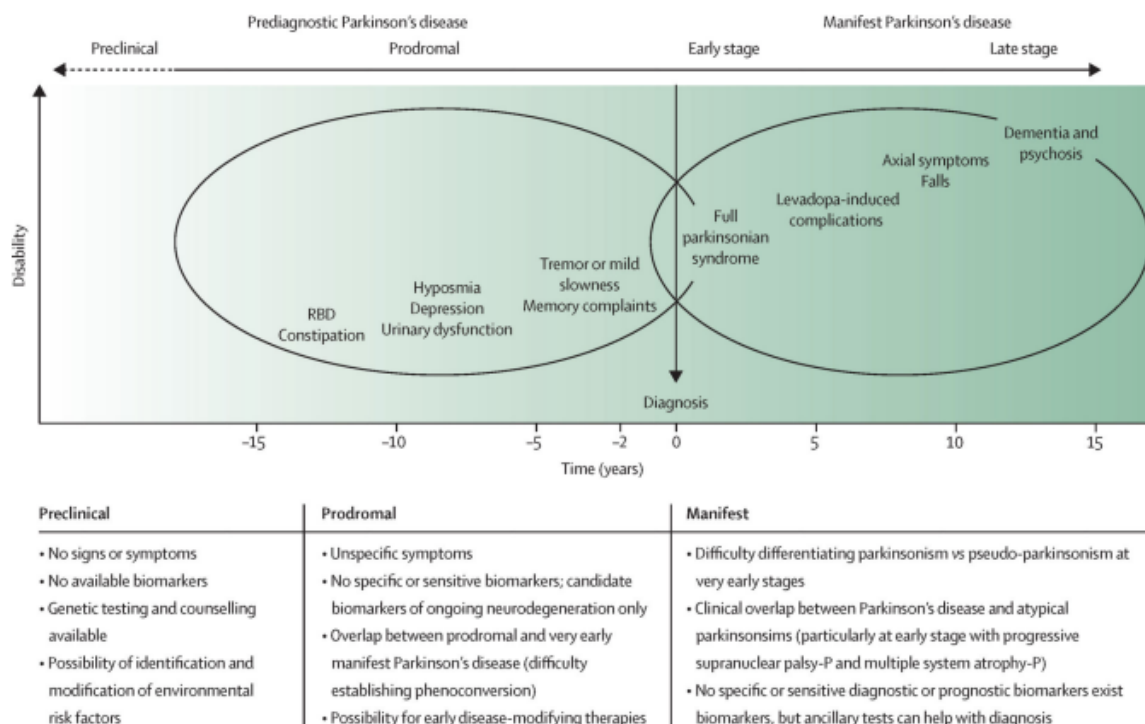 Prediagnostic Parkinson's disease
Manifest Parkinson's disease
Preclinical
Prodromal
Early stage
Late stage
Disability
RBD
Constipation
Hyposmia
Depression
Urinary dysfunction
Tremor or mild
slowness
Memory complaints
Full
parkinsonian
syndrome
Levadopa-induced
complications
Axial symptoms
Falls
Dementia and
psychosis
Diagnosis
–15
–10
–5
–2
0
5
10
15
Time (years)
Preclinical
• No signs or symptoms
• No available biomarkers
• Genetic testing and counselling
available
• Possibility of identification and
modification of environmental
risk factors
Prodromal
• Unspecific symptoms
• No specific or sensitive biomarkers; candidate
biomarkers of ongoing neurodegeneration only
• Overlap between prodromal and very early
manifest Parkinson's disease (difficulty
establishing phenoconversion)
• Possibility for early disease-modifying therapies
Manifest
• Difficulty differentiating parkinsonism vs pseudo-parkinsonism at
very early stages
• Clinical overlap between Parkinson's disease and atypical
parkinsonsims (particularly at early stage with progressive
supranuclear palsy-P and multiple system atrophy-P)
• No specific or sensitive diagnostic or prognostic biomarkers exist
biomarkers, but ancillary tests can help with diagnosis